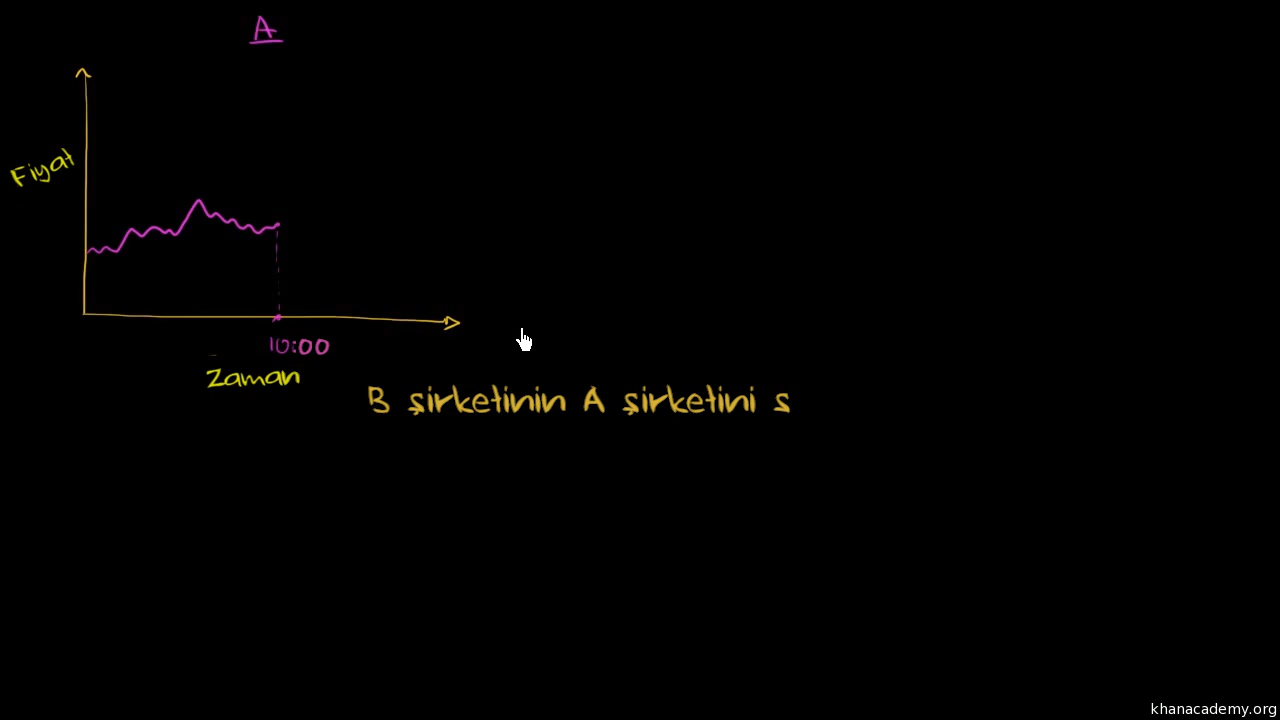 A
Fiyat
10:00
Zaman
B şirketinin A şirketini s
khanacademy.org